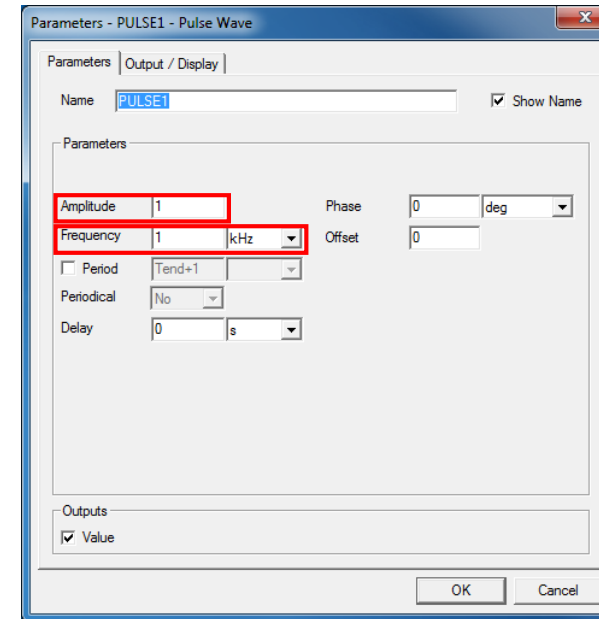 Parameters - PULSE1 - Pulse Wave
Parameters Output / Display
Name PULSE1 Show Name
Parameters
Amplitude 1 Phase 0 deg
Frequency 1 kHz Offset 0
Period Tend+1
Periodical No
Delay 0 s
Outputs
Value
OK Cancel